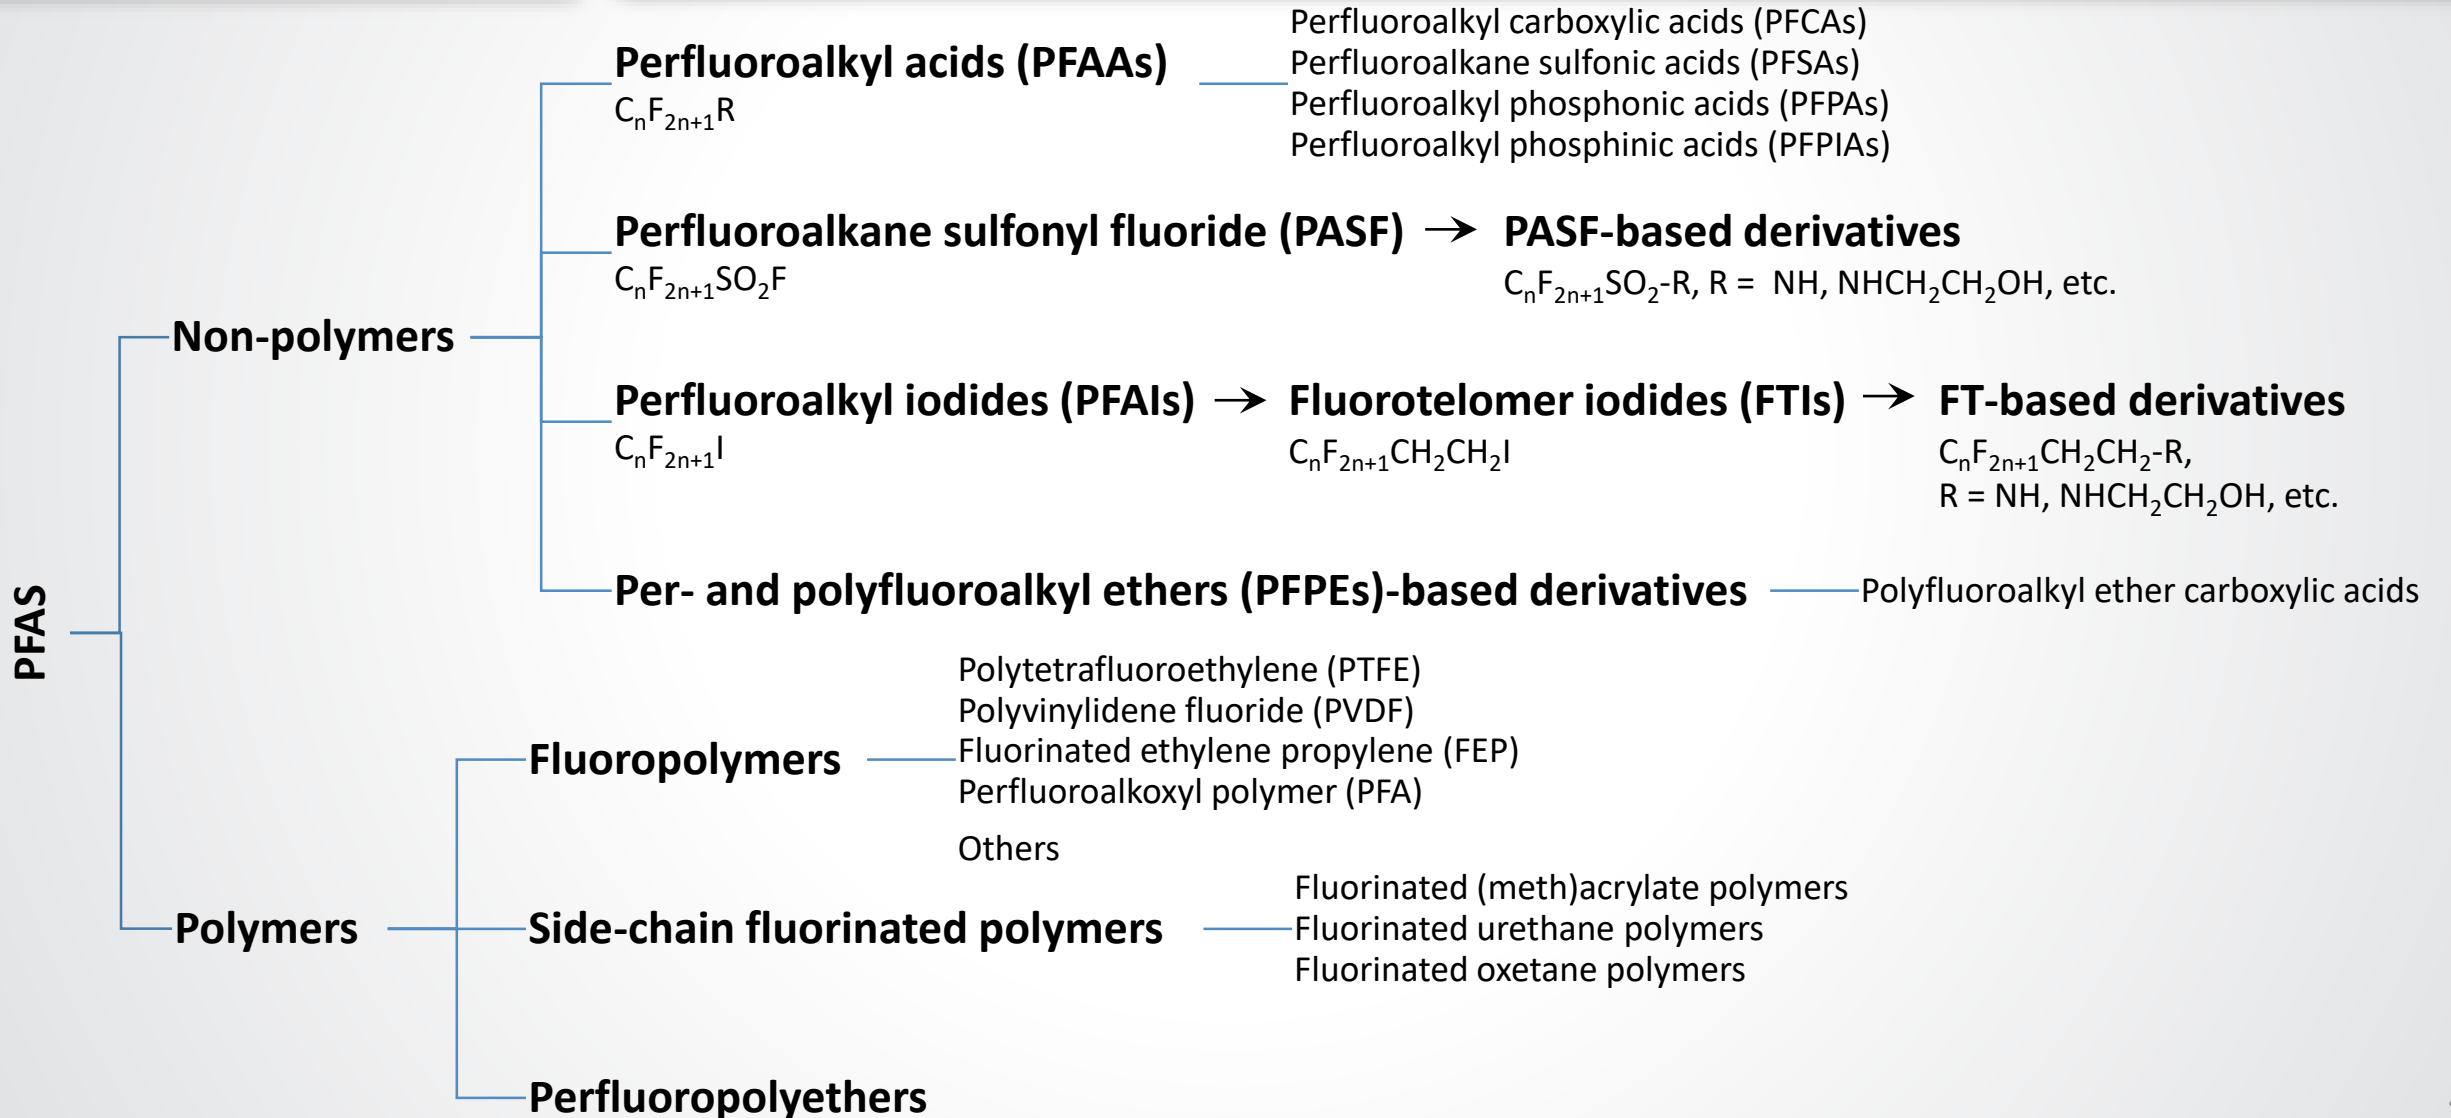 PFAS
Non-polymers
Perfluoroalkyl acids (PFAAs)
CₙF₂ₙ₊₁R
Perfluoroalkyl carboxylic acids (PFCAs)
Perfluoroalkane sulfonic acids (PFSAs)
Perfluoroalkyl phosphonic acids (PFPAs)
Perfluoroalkyl phosphinic acids (PFPIAs)
Perfluoroalkane sulfonyl fluoride (PASF) → PASF-based derivatives
CₙF₂ₙ₊₁SO₂F
CₙF₂ₙ₊₁SO₂-R, R = NH, NHCH₂CH₂OH, etc.
Perfluoroalkyl iodides (PFAIs) → Fluorotelomer iodides (FTIs) → FT-based derivatives
CₙF₂ₙ₊₁I
CₙF₂ₙ₊₁CH₂CH₂I
CₙF₂ₙ₊₁CH₂CH₂-R,
R = NH, NHCH₂CH₂OH, etc.
Per- and polyfluoroalkyl ethers (PFPEs)-based derivatives
Polyfluoroalkyl ether carboxylic acids
Polymers
Fluoropolymers
Polytetrafluoroethylene (PTFE)
Polyvinylidene fluoride (PVDF)
Fluorinated ethylene propylene (FEP)
Perfluoroalkoxyl polymer (PFA)
Others
Side-chain fluorinated polymers
Fluorinated (meth)acrylate polymers
Fluorinated urethane polymers
Fluorinated oxetane polymers
Perfluoropolyethers